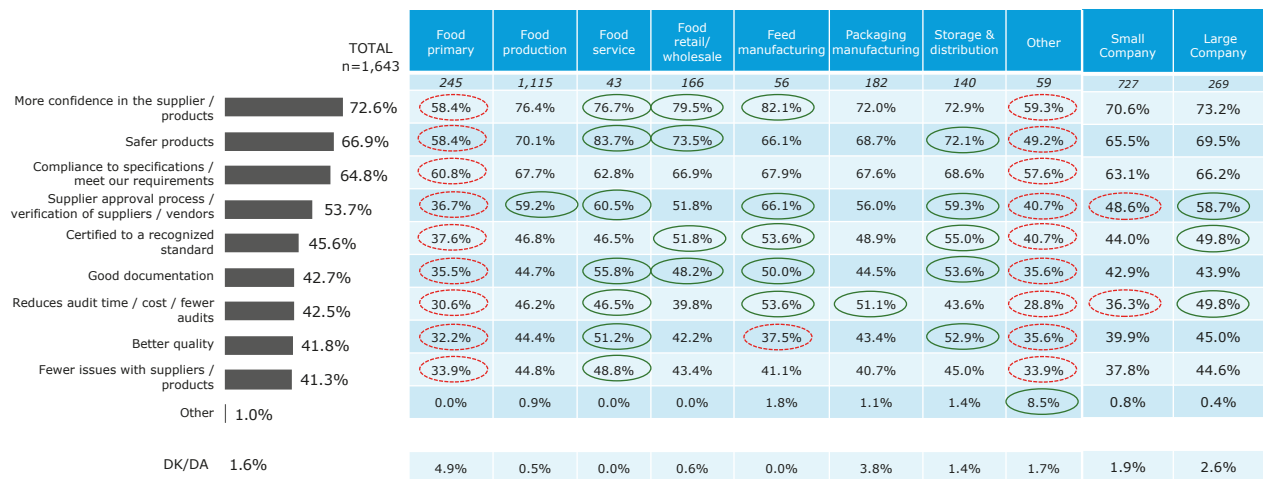 TOTAL
n=1,643
Food primary
Food production
Food service
Food retail/ wholesale
Feed manufacturing
Packaging manufacturing
Storage & distribution
Other
Small Company
Large Company
245 1,115 43 166 56 182 140 59 727 269
More confidence in the supplier /
products
72.6% 58.4% 76.4% 76.7% 79.5% 82.1% 72.0% 72.9% 59.3% 70.6% 73.2%
Safer products 66.9% 58.4% 70.1% 83.7% 73.5% 66.1% 68.7% 72.1% 49.2% 65.5% 69.5%
Compliance to specifications /
meet our requirements
64.8% 60.8% 67.7% 62.8% 66.9% 67.9% 67.6% 68.6% 57.6% 63.1% 66.2%
Supplier approval process /
verification of suppliers / vendors
53.7% 36.7% 59.2% 60.5% 51.8% 66.1% 56.0% 59.3% 40.7% 48.6% 58.7%
Certified to a recognized
standard
45.6% 37.6% 46.8% 46.5% 51.8% 53.6% 48.9% 55.0% 40.7% 44.0% 49.8%
Good documentation 42.7% 35.5% 44.7% 55.8% 48.2% 50.0% 44.5% 53.6% 35.6% 42.9% 43.9%
Reduces audit time / cost / fewer
audits
42.5% 30.6% 46.2% 46.5% 39.8% 53.6% 51.1% 43.6% 28.8% 36.3% 49.8%
Better quality 41.8% 32.2% 44.4% 51.2% 42.2% 37.5% 43.4% 52.9% 35.6% 39.9% 45.0%
Fewer issues with suppliers /
products
41.3% 33.9% 44.8% 48.8% 43.4% 41.1% 40.7% 45.0% 33.9% 37.8% 44.6%
Other 1.0% 0.0% 0.9% 0.0% 0.0% 1.8% 1.1% 1.4% 8.5% 0.8% 0.4%
DK/DA 1.6% 4.9% 0.5% 0.0% 0.6% 0.0% 3.8% 1.4% 1.7% 1.9% 2.6%